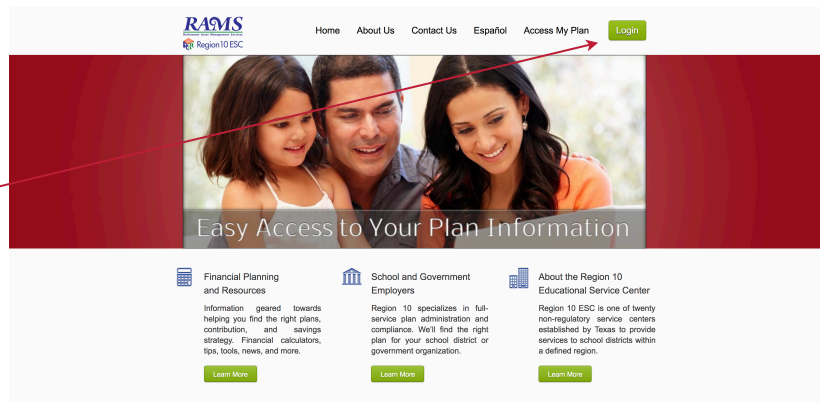 RAMS
Retirement Asset Management Services
Region 10 ESC
Home About Us Contact Us Español Access My Plan Login
Easy Access to Your Plan Information
Financial Planning
and Resources
Information geared towards
helping you find the right plans,
contribution, and savings
strategy. Financial calculators,
tips, tools, news, and more.
Learn More
School and Government
Employers
Region 10 specializes in full-
service plan administration and
compliance. We'll find the right
plan for your school district or
government organization.
Learn More
About the Region 10
Educational Service Center
Region 10 ESC is one of twenty
non-regulatory service centers
established by Texas to provide
services to school districts within
a defined region.
Learn More